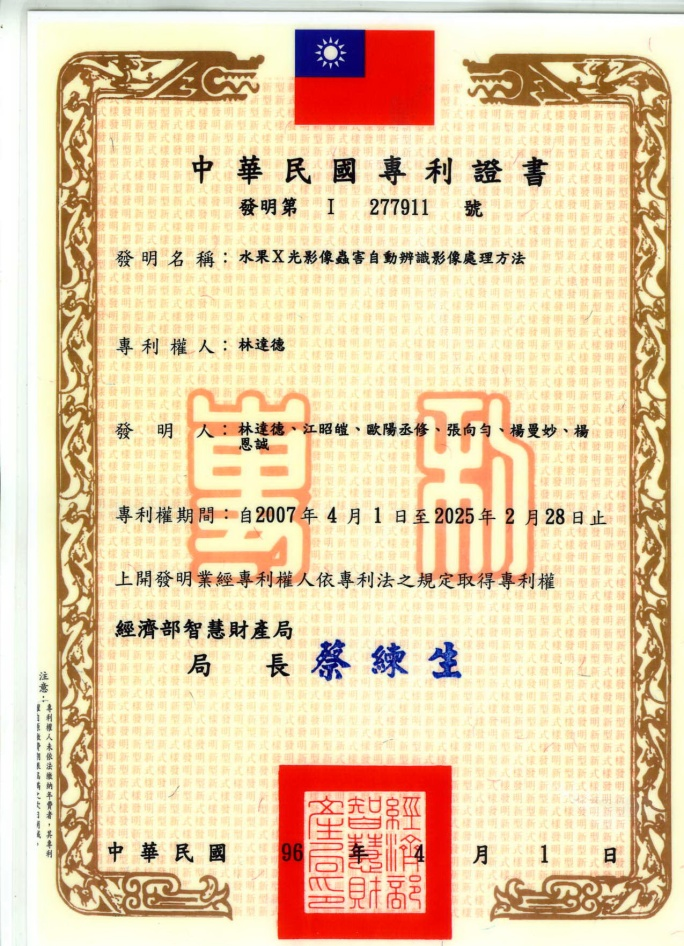 中華民國專利證書
發明第 I 277911 號
發明名稱：水果X光影像蟲害自動辨識影像處理方法
專利權人：林達德
發明人：林達德、江昭皚、歐陽丞修、張向勻、楊曼妙、楊
恩誠
專利權期間：自2007年4月1日至2025年2月28日止
上開發明業經專利權人依專利法之規定取得專利權
經濟部智慧財產局
局長 蔡練生
經濟部
智慧財
產局印
中華民國 96 年 4 月 1 日
注意：專利權人未依法繳納年費者，其專利